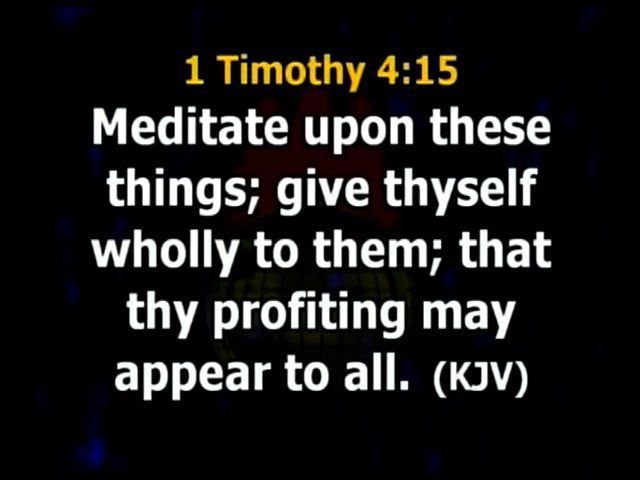 1 Timothy 4:15
Meditate upon these
things; give thyself
wholly to them; that
thy profiting may
appear to all. (KJV)